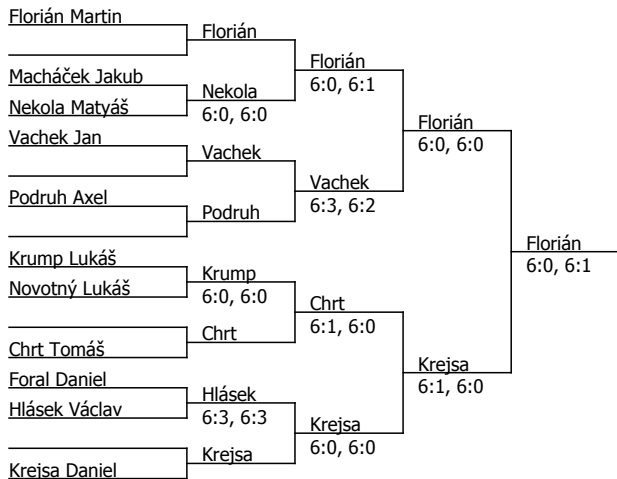 Florián Martin
Florián
Florián
6:0, 6:1
Macháček Jakub
Nekola
6:0, 6:0
Nekola Matyáš
Florián
6:0, 6:0
Vachek Jan
Vachek
Vachek
6:3, 6:2
Podruh Axel
Podruh
Florián
6:0, 6:1
Krump Lukáš
Krump
6:0, 6:0
Novotný Lukáš
Chrt
6:1, 6:0
Chrt
Chrt Tomáš
Krejsa
6:1, 6:0
Foral Daniel
Hlásek
6:3, 6:3
Hlásek Václav
Krejsa
6:0, 6:0
Krejsa
Krejsa Daniel